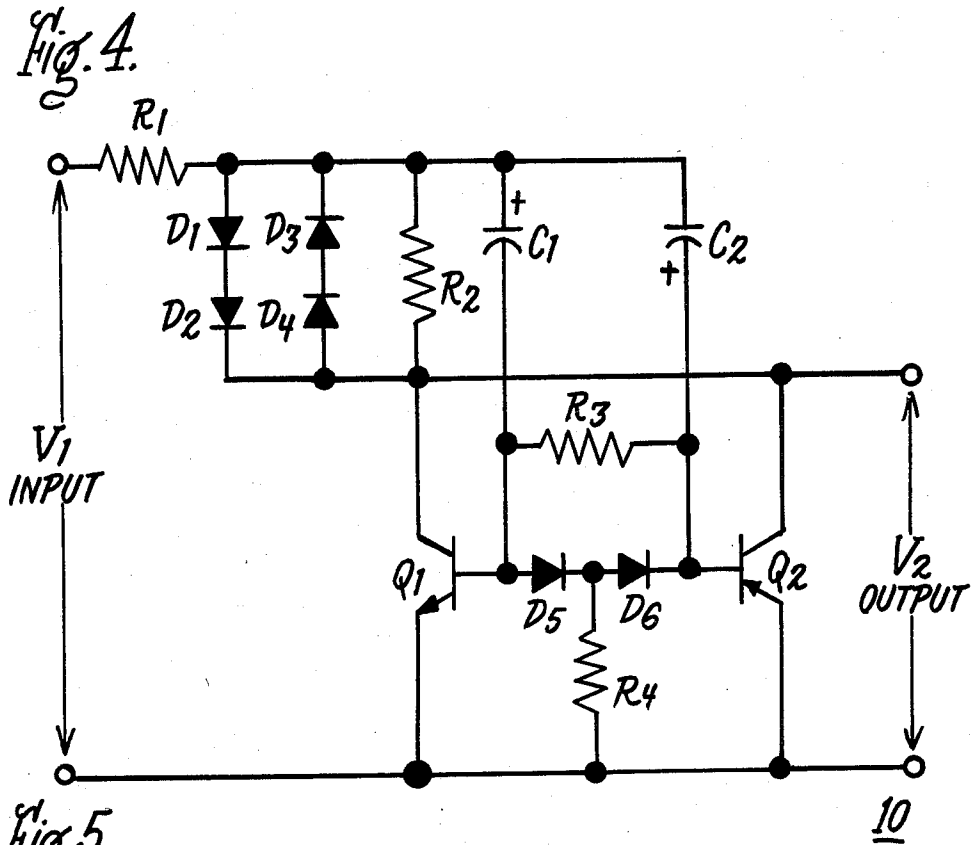 Fig. 4.
R1
D1
D3
+
C1
C2
+
R2
D2
D4
R3
V1
INPUT
Q1
Q2
V2
OUTPUT
D5
D6
R4
10
Fig. 5